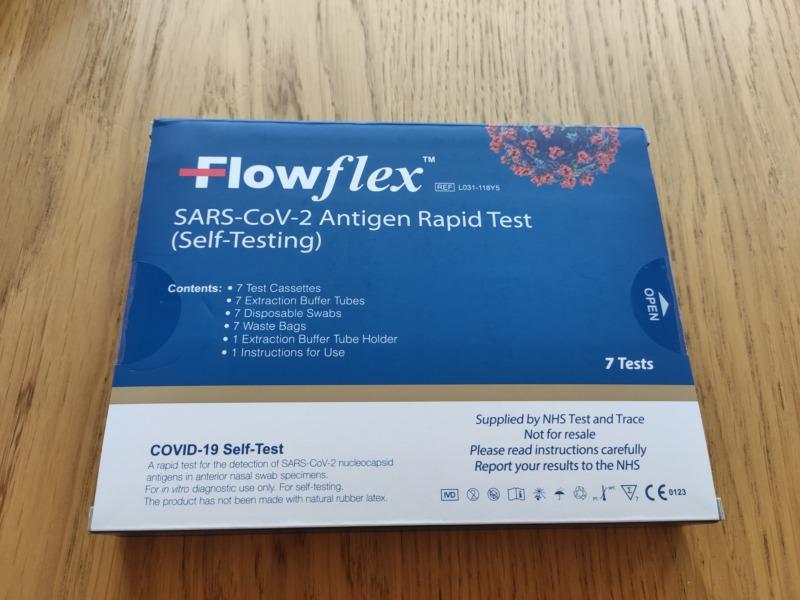 Flowflex™ REF L031-118Y5
SARS-CoV-2 Antigen Rapid Test
(Self-Testing)
Contents: • 7 Test Cassettes
• 7 Extraction Buffer Tubes
• 7 Disposable Swabs
• 7 Waste Bags
• 1 Extraction Buffer Tube Holder
• 1 Instructions for Use
OPEN
7 Tests
Supplied by NHS Test and Trace
Not for resale
Please read instructions carefully
Report your results to the NHS
COVID-19 Self-Test
A rapid test for the detection of SARS-CoV-2 nucleocapsid
antigens in anterior nasal swab specimens.
For in vitro diagnostic use only. For self-testing.
The product has not been made with natural rubber latex.
IVD CE 0123